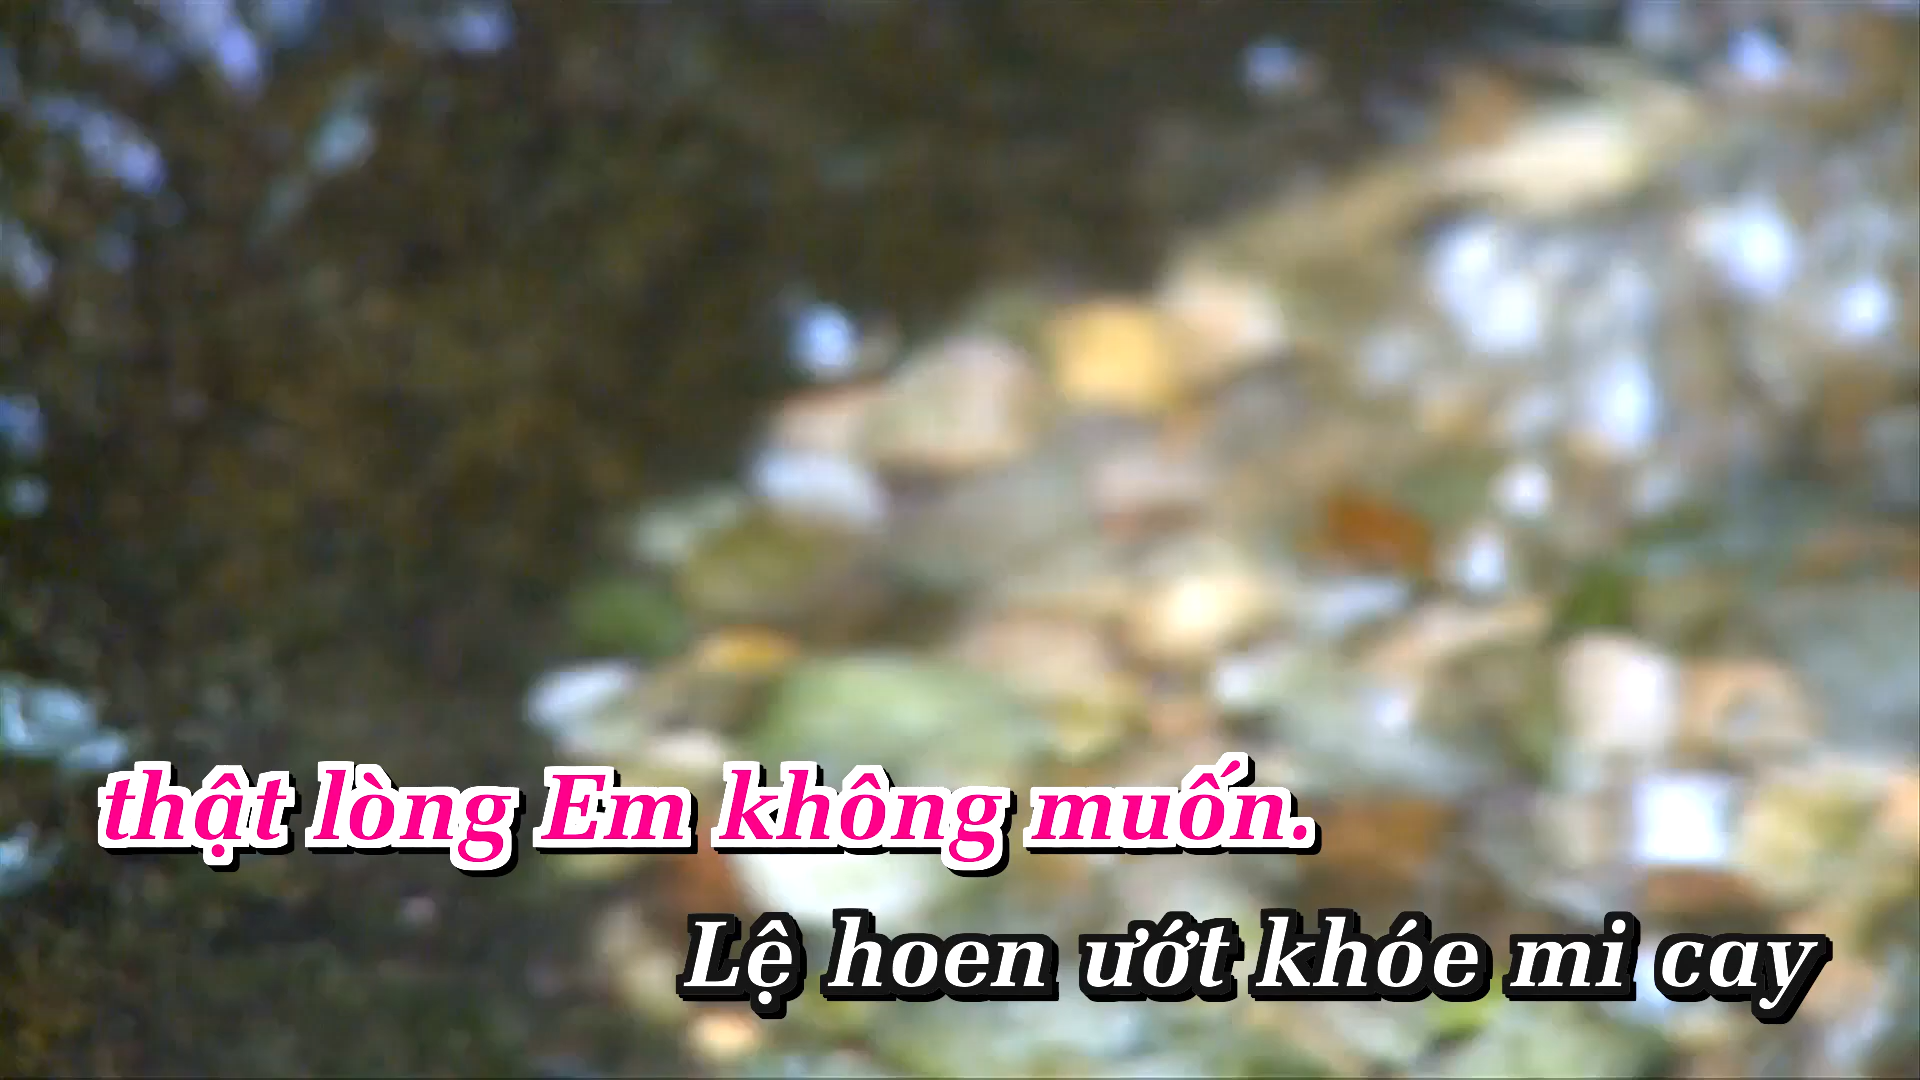 thật lòng Em không muốn.
Lệ hoen ướt khóe mi cay